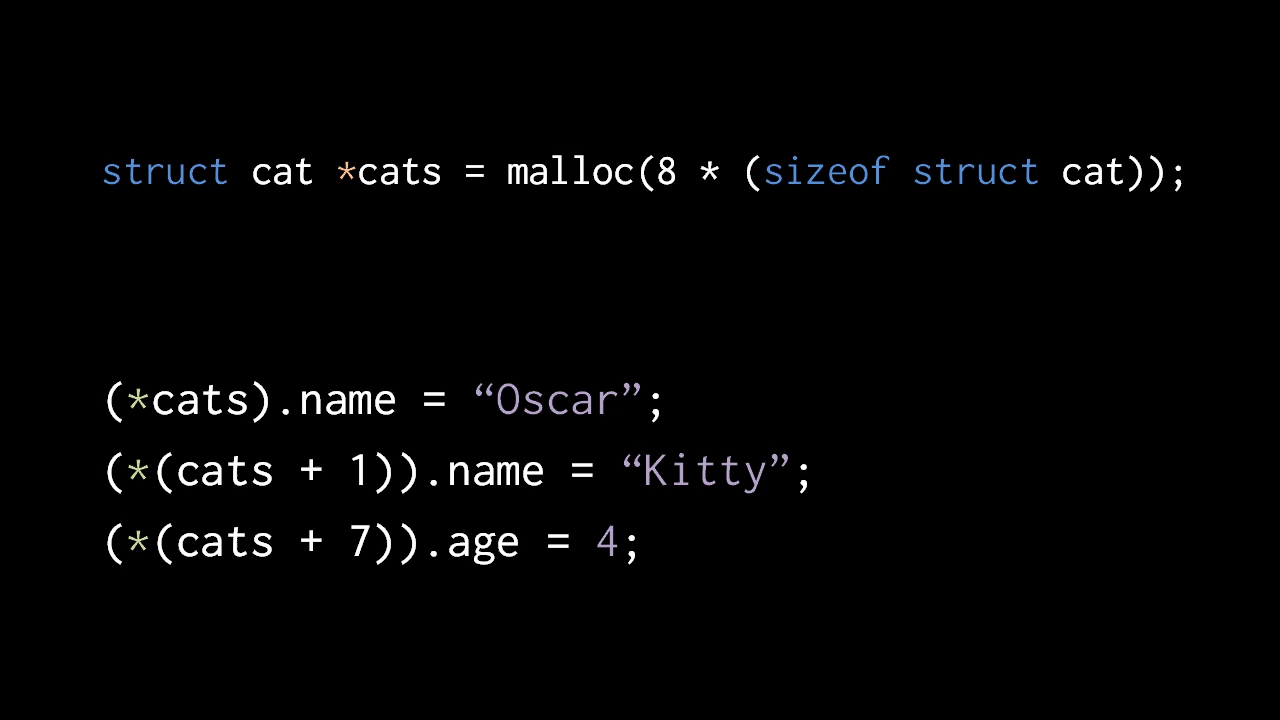 struct cat *cats = malloc(8 * (sizeof struct cat));
(*cats).name = “Oscar”;
(*(cats + 1)).name = “Kitty”;
(*(cats + 7)).age = 4;